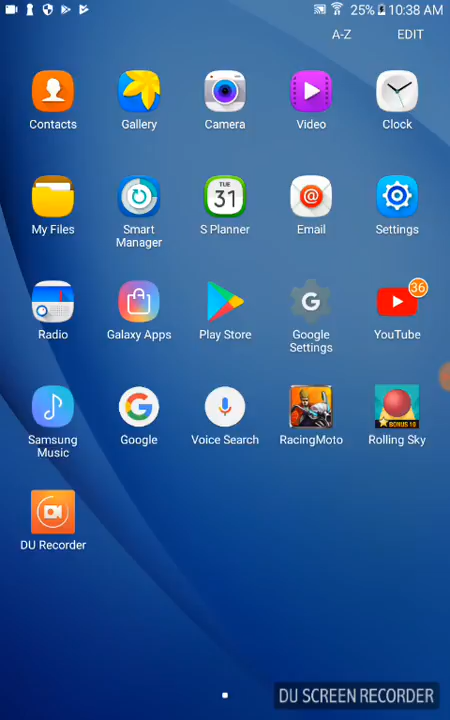 25% 10:38 AM
A-Z EDIT
Contacts Gallery Camera Video Clock
TUE
31
My Files Smart Manager S Planner Email Settings
36
Radio Galaxy Apps Play Store Google Settings YouTube
BONUS 10
Samsung Music Google Voice Search RacingMoto Rolling Sky
DU Recorder
DU SCREEN RECORDER